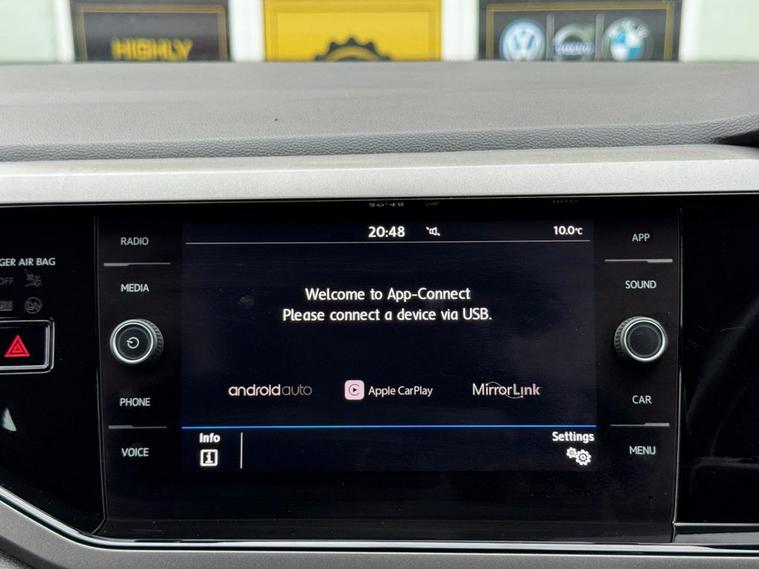 HIGHLY
20:48
10.0°C
Welcome to App-Connect
Please connect a device via USB.
androidauto
Apple CarPlay
MirrorLink
Info
Settings
RADIO
MEDIA
PHONE
VOICE
APP
SOUND
CAR
MENU
GER AIR BAG
OFF